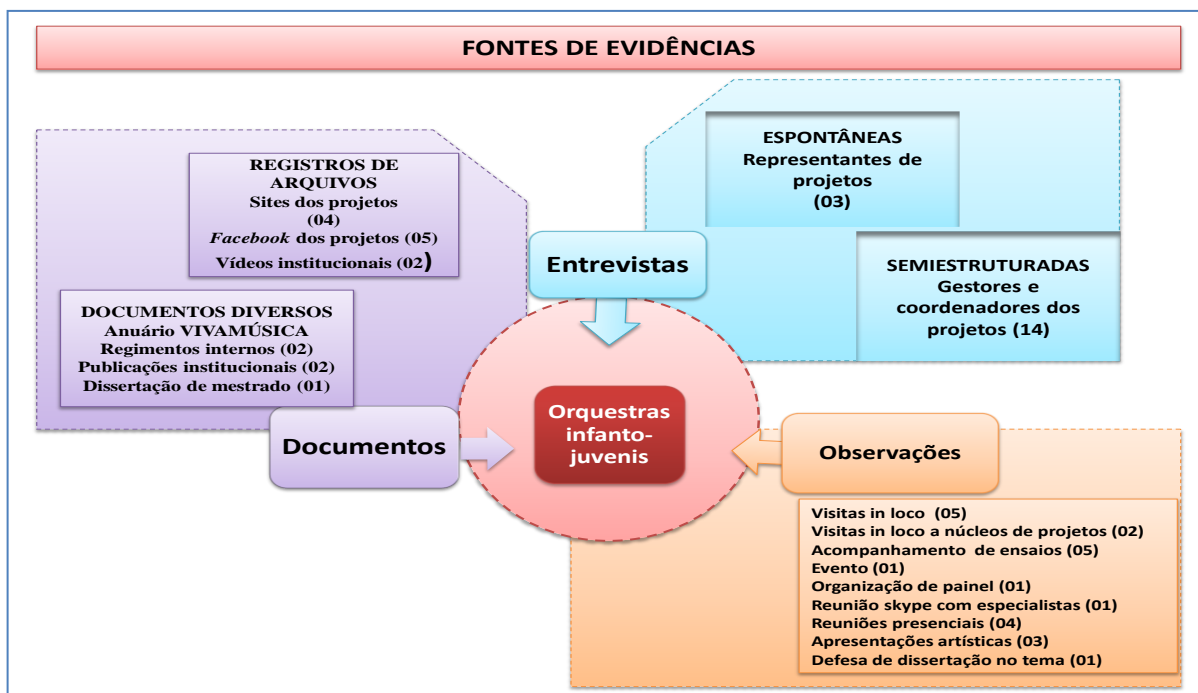 FONTES DE EVIDÊNCIAS
REGISTROS DE
ARQUIVOS
Sites dos projetos
(04)
Facebook dos projetos (05)
Vídeos institucionais (02)
DOCUMENTOS DIVERSOS
Anuário VIVAMÚSICA
Regimentos internos (02)
Publicações institucionais (02)
Dissertação de mestrado (01)
Documentos
Entrevistas
ESPONTÂNEAS
Representantes de
projetos
(03)
SEMIESTRUTURADAS
Gestores e
coordenadores dos
projetos (14)
Orquestras
infanto-
juvenis
Observações
Visitas in loco (05)
Visitas in loco a núcleos de projetos (02)
Acompanhamento de ensaios (05)
Evento (01)
Organização de painel (01)
Reunião skype com especialistas (01)
Reuniões presenciais (04)
Apresentações artísticas (03)
Defesa de dissertação no tema (01)